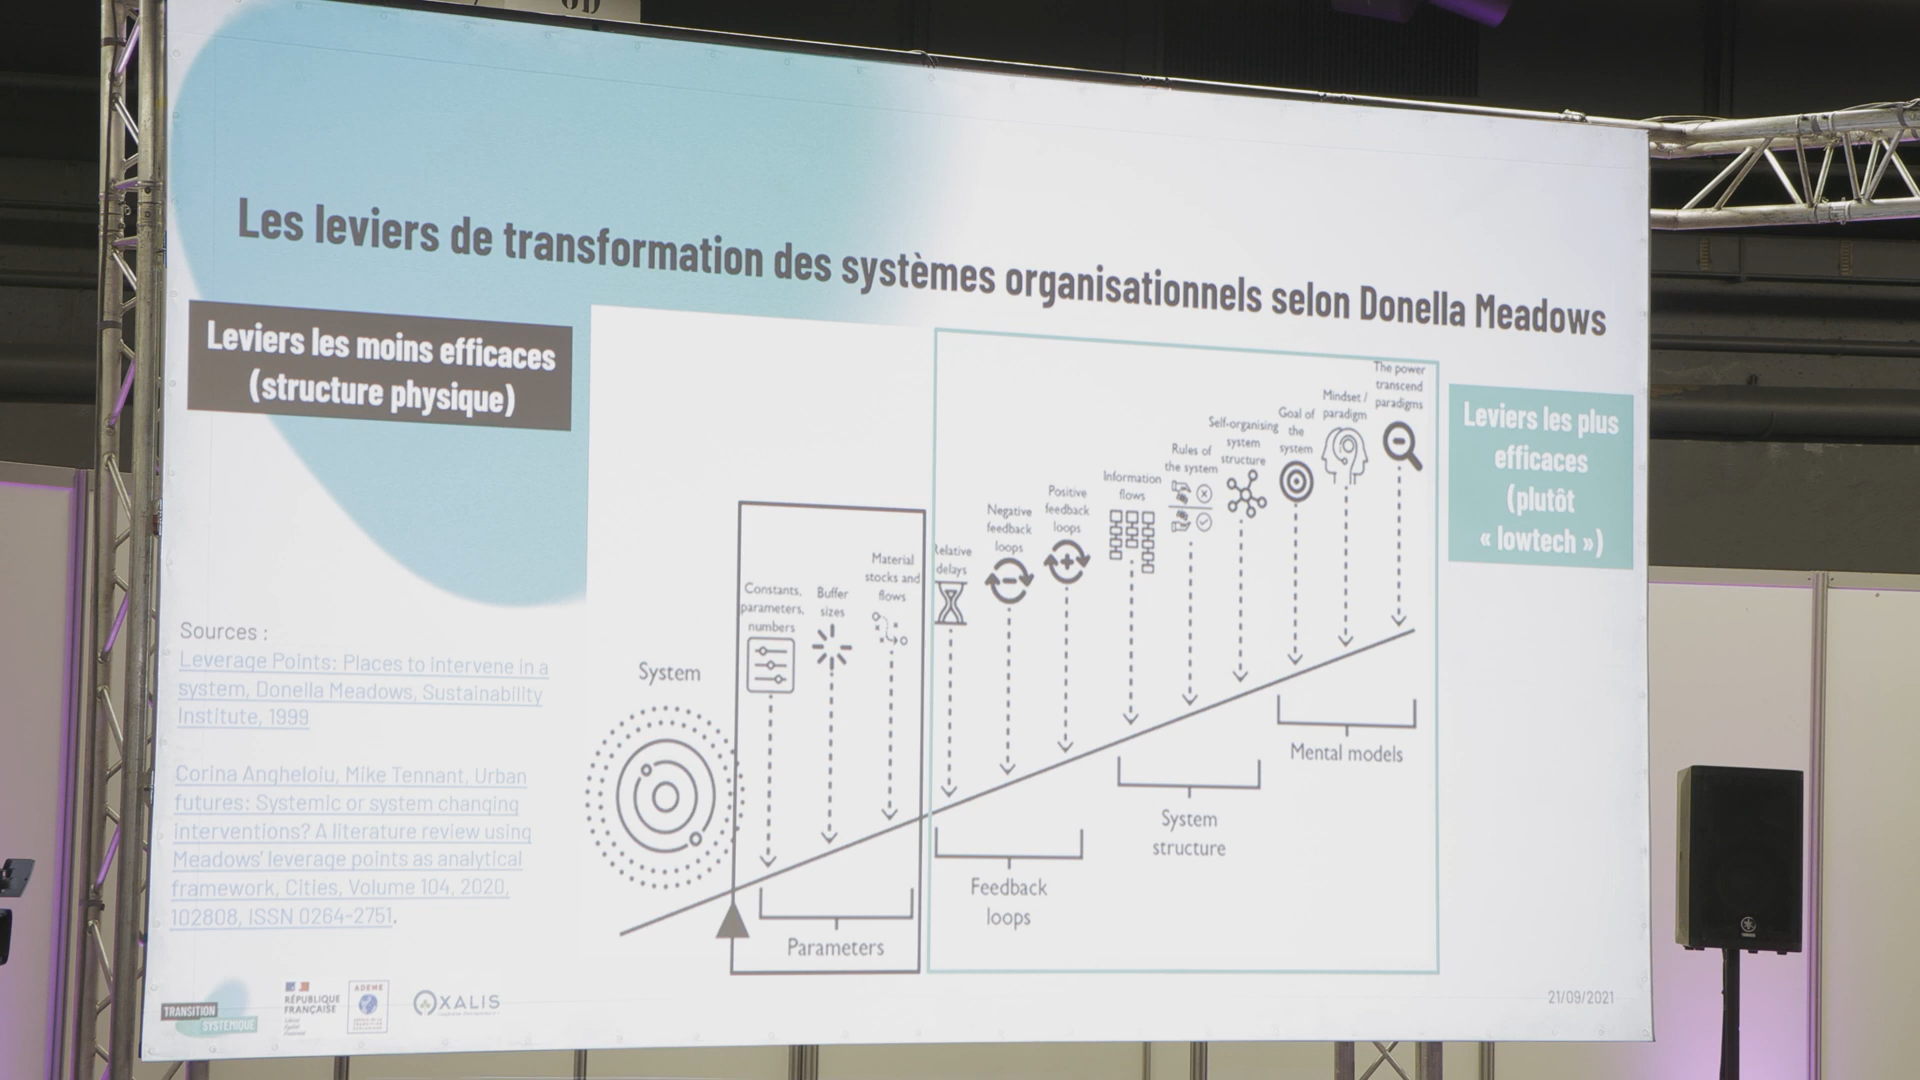 Les leviers de transformation des systèmes organisationnels selon Donella Meadows
Leviers les moins efficaces
(structure physique)
Leviers les plus
efficaces
(plutôt
« lowtech »)
The power
transcend
paradigms
Mindset /
paradigm
Goal of
the
system
Self-organising
system
structure
Rules of
the system
Information
flows
Positive
feedback
loops
Negative
feedback
loops
delays
Material
stocks and
flows
Buffer
sizes
Constants,
parameters,
numbers
System
Mental models
System
structure
Feedback
loops
Parameters
Sources :
Leverage Points: Places to Intervene in a
system, Donella Meadows, Sustainability
Institute, 1999
Corina Angheloiu, Mike Tennant, Urban
futures: Systemic or system changing
interventions? A literature review using
Meadows' leverage points as analytical
framework, Cities, Volume 104, 2020,
102808, ISSN 0264-2751.
TRANSITION
SYSTÉMIQUE
RÉPUBLIQUE
FRANÇAISE
ADEME
OXALIS
21/09/2021